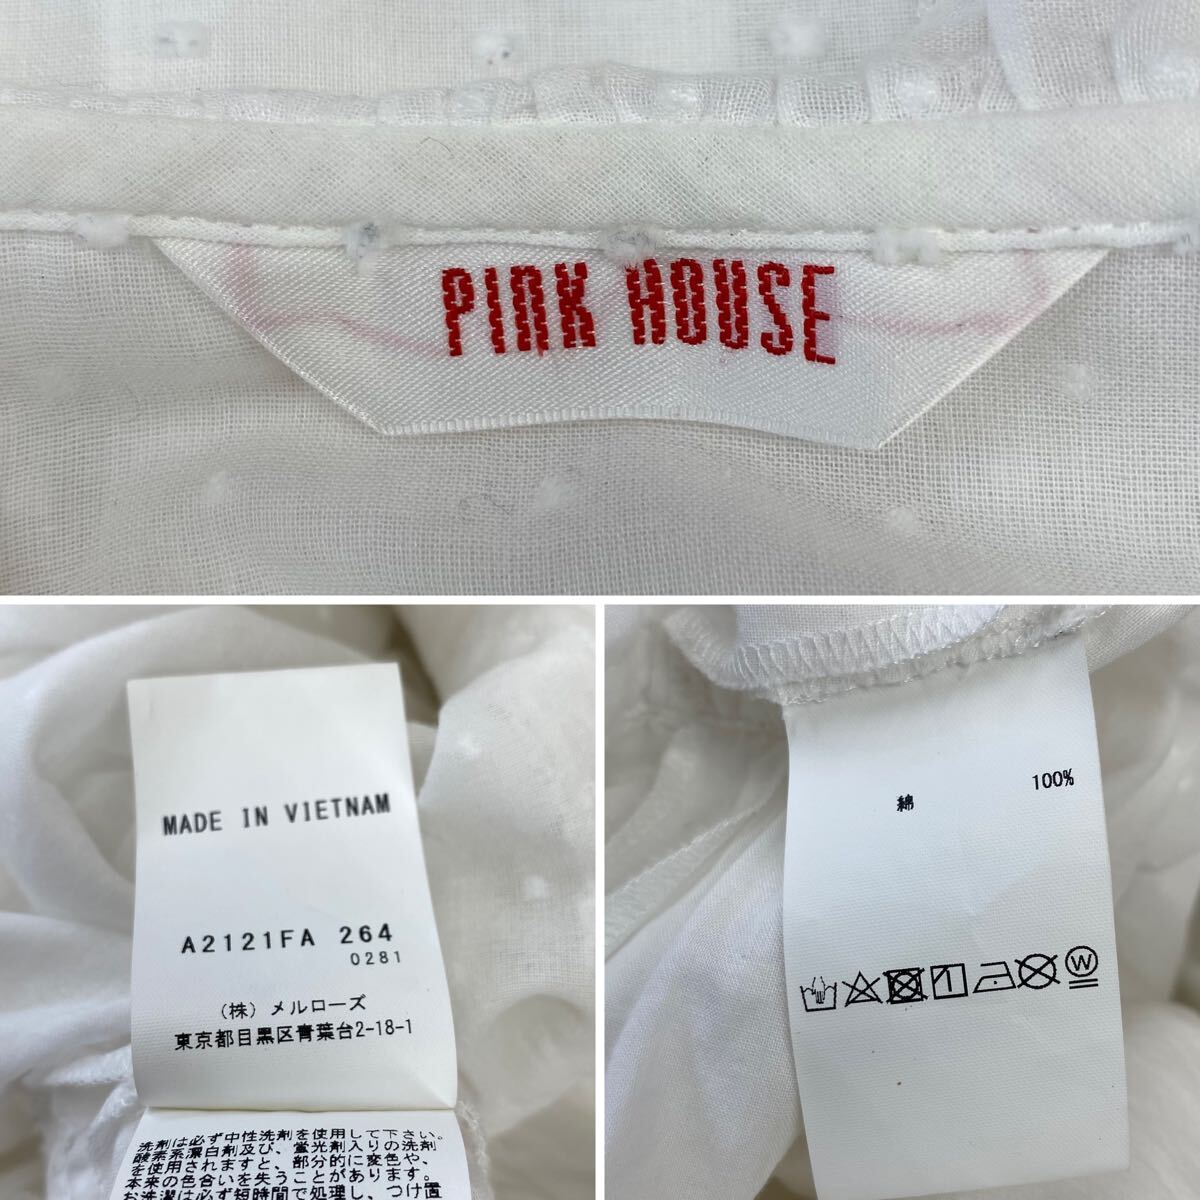 PINK HOUSE
MADE IN VIETNAM
A2121FA 264
0281
(株) メルローズ
東京都目黒区青葉台2-18-1
洗剤は必ず中性洗剤を使用して下さい。
酸素系漂白剤及び、蛍光剤入りの洗剤
を使用されますと、部分的に変色や、
本来の色合いを失うことがあります。
お洗濯は必ず短時間で処理し、つけ置
綿 100%
W